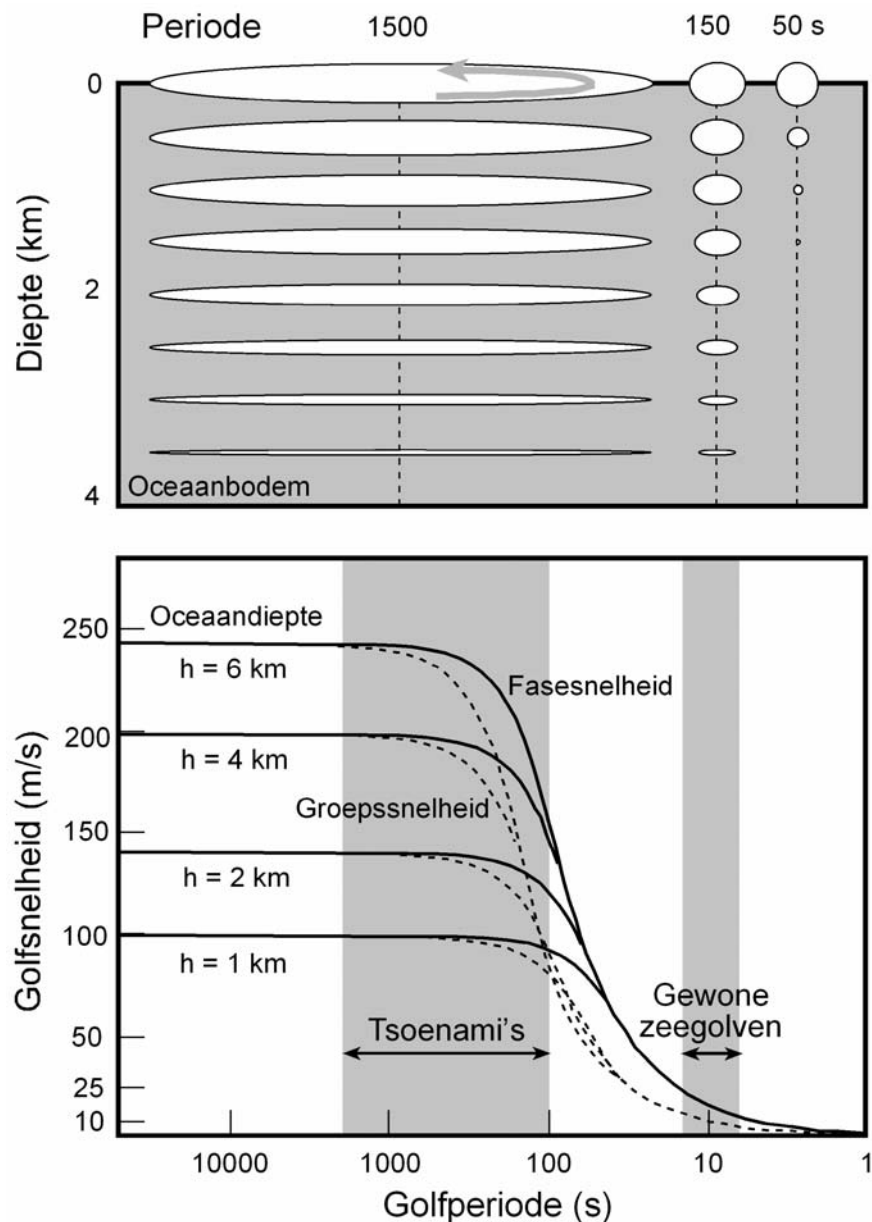 Periode 1500 150 50 s
0
2
4
Diepte (km)
Oceaanbodem
250
200
150
100
50
25
10
Golfsnelheid (m/s)
Oceaandiepte
h = 6 km
Fasesnelheid
h = 4 km
Groepssnelheid
h = 2 km
h = 1 km
Tsoenami's
Gewone
zeegolven
10000 1000 100 10 1
Golfperiode (s)